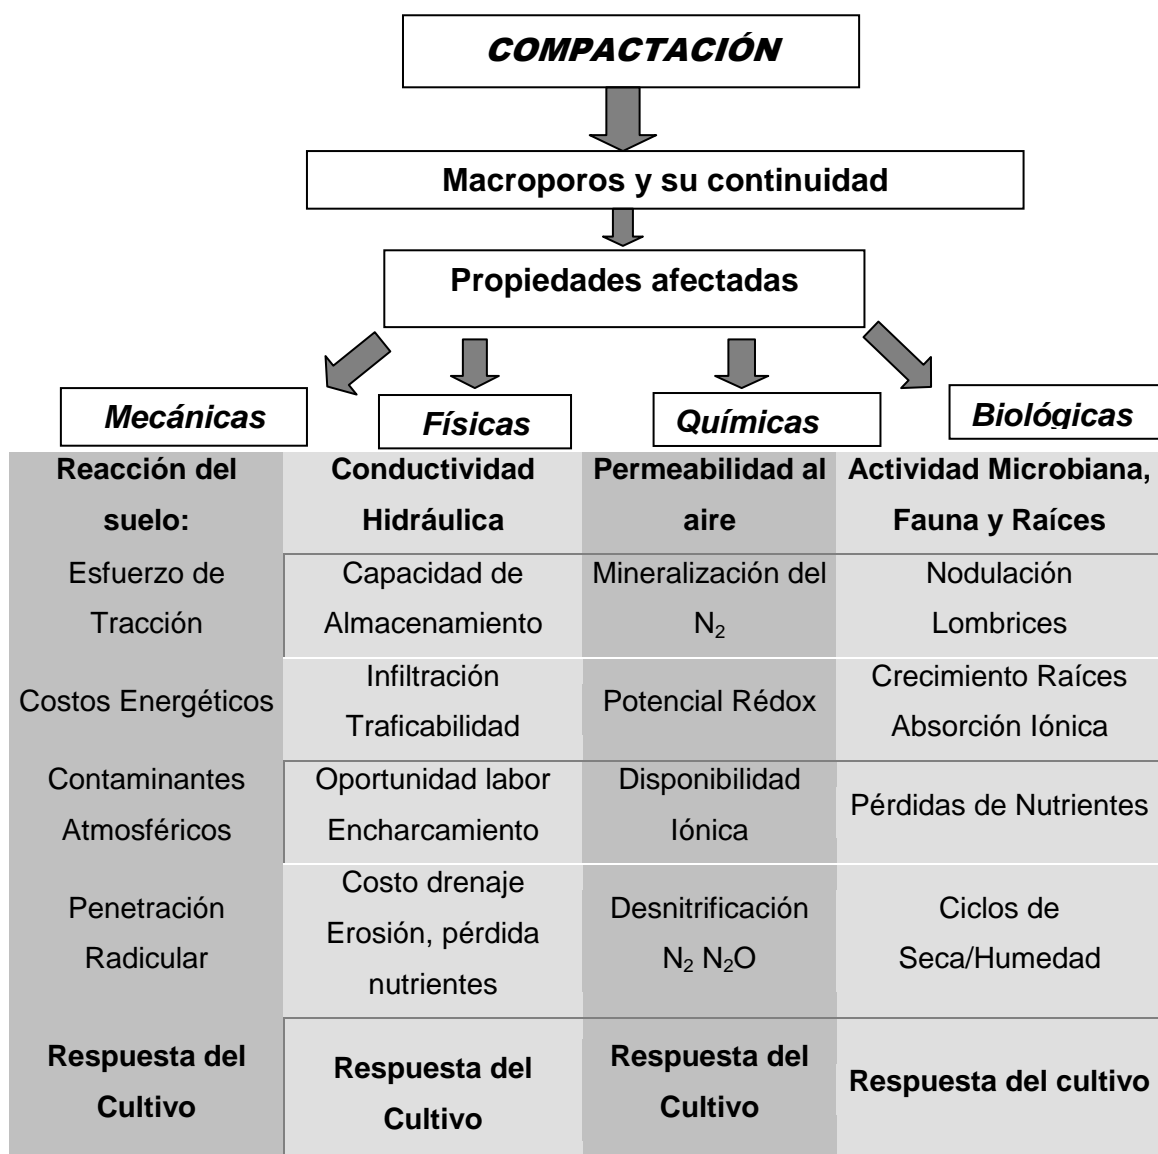 COMPACTACIÓN
Macroporos y su continuidad
Propiedades afectadas
Mecánicas
Físicas
Químicas
Biológicas
Reacción del
suelo:
Conductividad
Hidráulica
Permeabilidad al
aire
Actividad Microbiana,
Fauna y Raíces
Esfuerzo de
Tracción
Capacidad de
Almacenamiento
Mineralización del
N₂
Nodulación
Lombrices
Costos Energéticos
Infiltración
Traficabilidad
Potencial Rédox
Crecimiento Raíces
Absorción Iónica
Contaminantes
Atmosféricos
Oportunidad labor
Encharcamiento
Disponibilidad
Iónica
Pérdidas de Nutrientes
Penetración
Radicular
Costo drenaje
Erosión, pérdida
nutrientes
Desnitrificación
N₂ N₂O
Ciclos de
Seca/Humedad
Respuesta del
Cultivo
Respuesta del
Cultivo
Respuesta del
Cultivo
Respuesta del cultivo